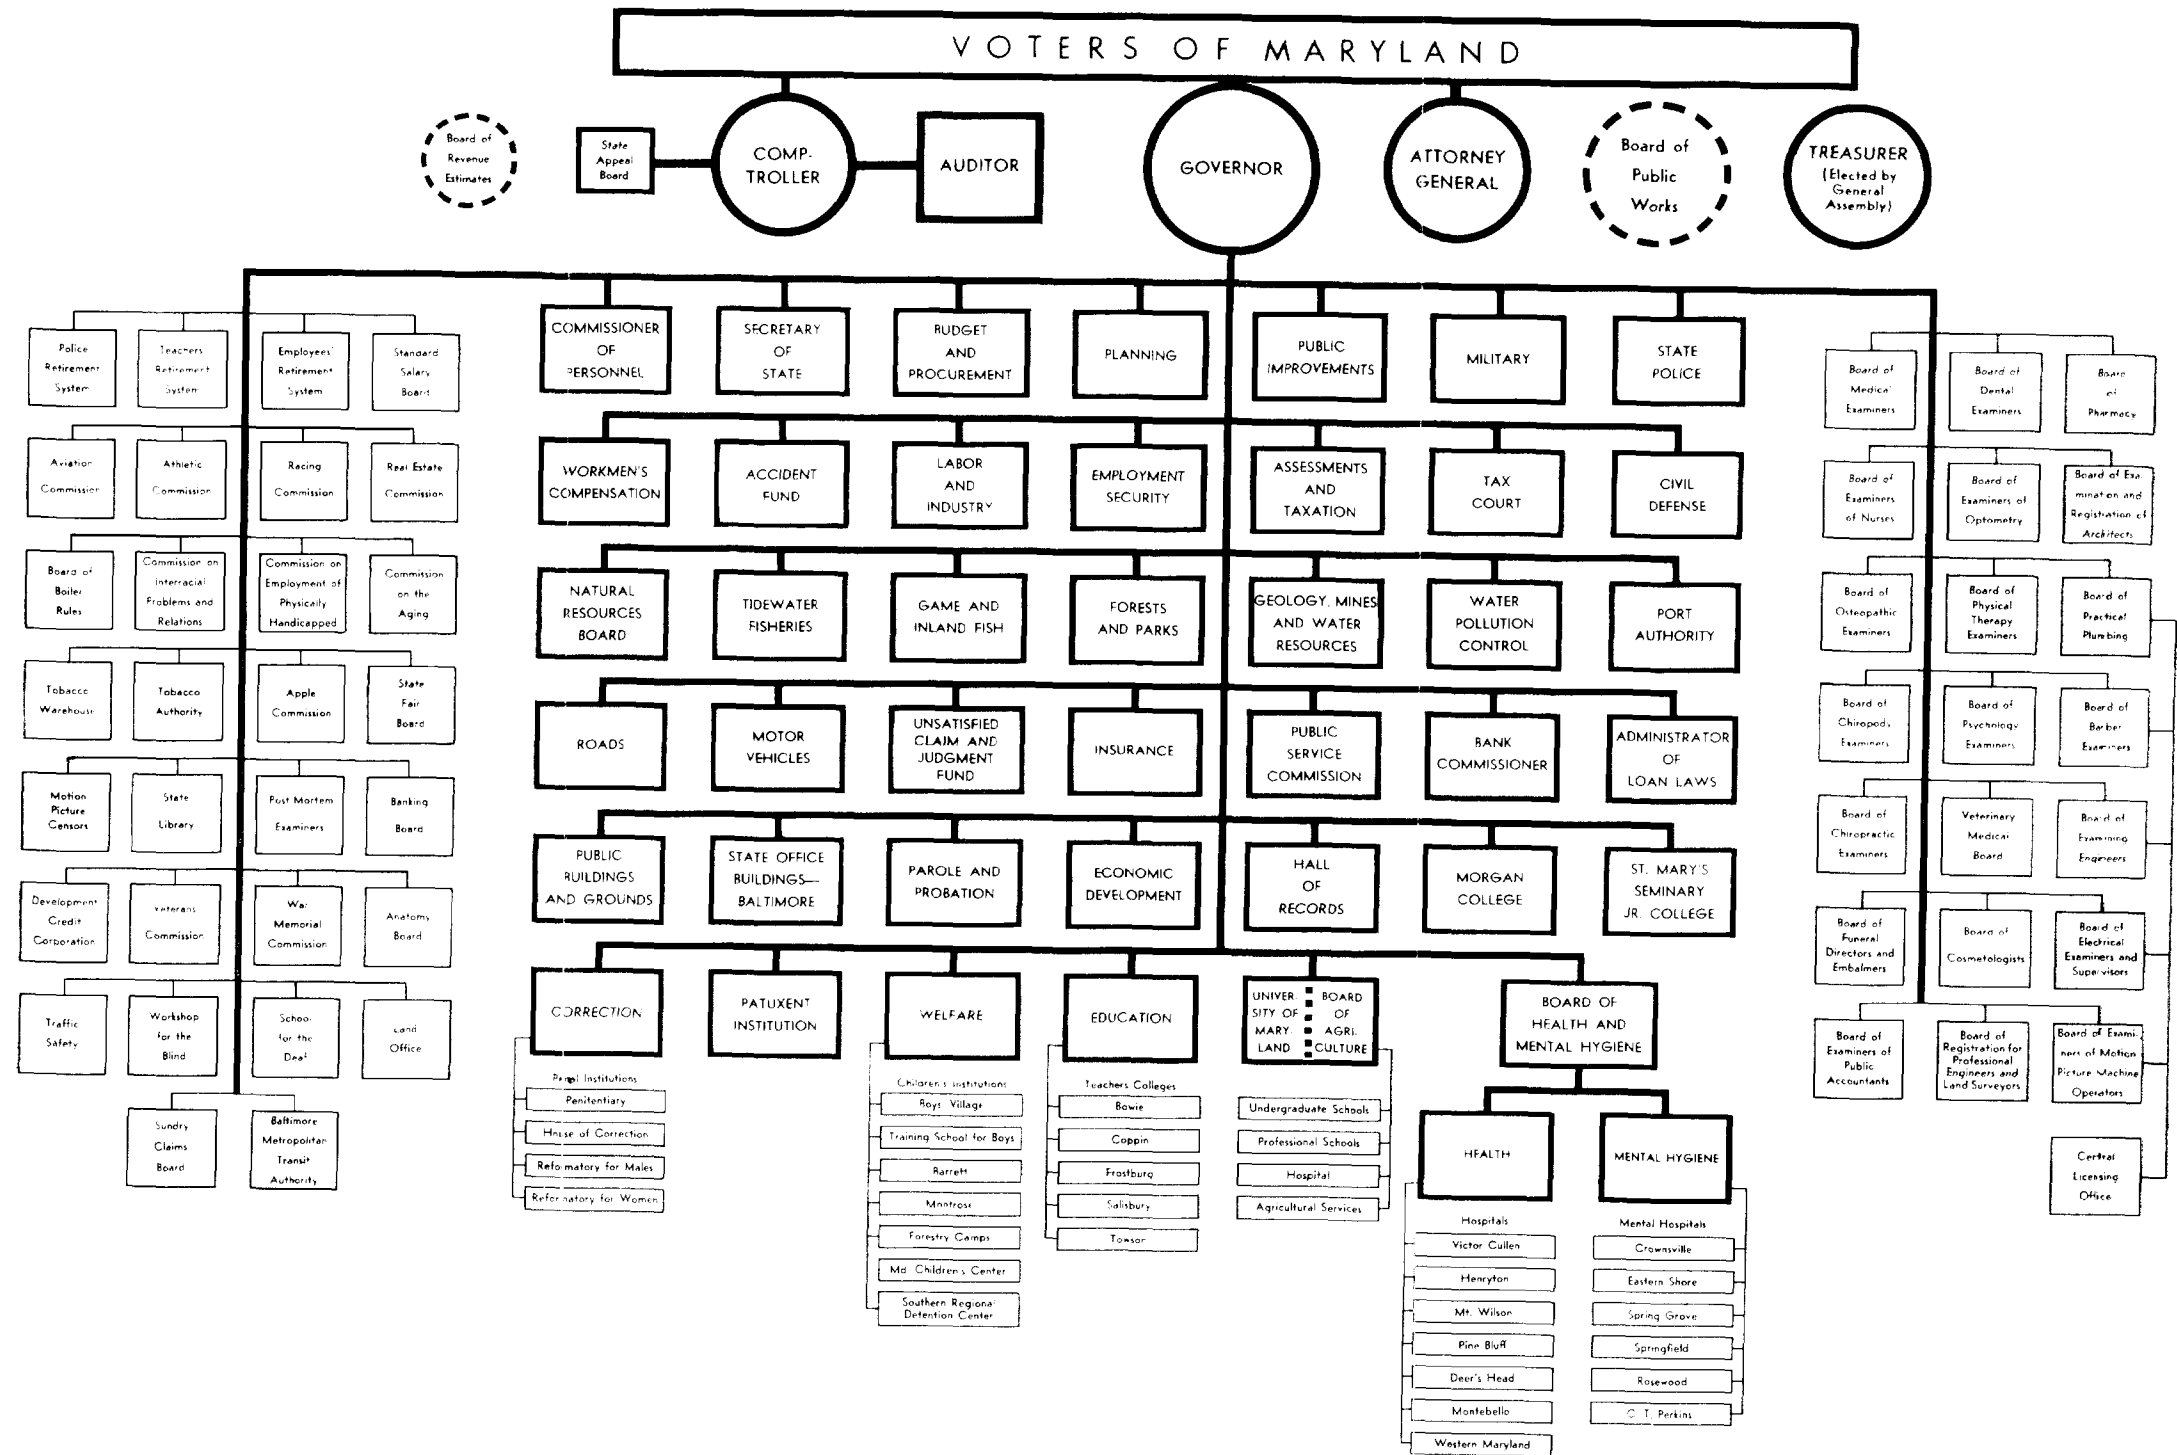 VOTERS OF MARYLAND
Board of
Revenue
Estimates
State
Appeal
Board
COMP-
TROLLER
AUDITOR
GOVERNOR
ATTORNEY
GENERAL
Board of
Public
Works
TREASURER
(Elected by
General
Assembly)
Police
Retirement
System
Teachers
Retirement
System
Employees'
Retirement
System
Standard
Salary
Board
COMMISSIONER
OF
PERSONNEL
SECRETARY
OF
STATE
BUDGET
AND
PROCUREMENT
PLANNING
PUBLIC
IMPROVEMENTS
MILITARY
STATE
POLICE
Board of
Medical
Examiners
Board of
Dental
Examiners
Board
of
Pharmacy
Aviation
Commission
Athletic
Commission
Racing
Commission
Real Estate
Commission
WORKMEN'S
COMPENSATION
ACCIDENT
FUND
LABOR
AND
INDUSTRY
EMPLOYMENT
SECURITY
ASSESSMENTS
AND
TAXATION
TAX
COURT
CIVIL
DEFENSE
Board of
Examiners
of Nurses
Board of
Examiners of
Optometry
Board of Exa-
mination and
Registration of
Architects
Board of
Boiler
Rules
Commission on
Interracial
Problems and
Relations
Commission on
Employment of
Physically
Handicapped
Commission
on the
Aging
NATURAL
RESOURCES
BOARD
TIDEWATER
FISHERIES
GAME AND
INLAND FISH
FORESTS
AND PARKS
GEOLOGY, MINES
AND WATER
RESOURCES
WATER
POLLUTION
CONTROL
PORT
AUTHORITY
Board of
Osteopathic
Examiners
Board of
Physical
Therapy
Examiners
Board of
Practical
Plumbing
Tobacco
Warehouse
Tobacco
Authority
Apple
Commission
State
Fair
Board
ROADS
MOTOR
VEHICLES
UNSATISFIED
CLAIM AND
JUDGMENT
FUND
INSURANCE
PUBLIC
SERVICE
COMMISSION
BANK
COMMISSIONER
ADMINISTRATOR
OF
LOAN LAWS
Board of
Chiropody
Examiners
Board of
Psychology
Examiners
Board of
Barber
Examiners
Motion
Picture
Censors
State
Library
Post Mortem
Examiners
Banking
Board
PUBLIC
BUILDINGS
AND GROUNDS
STATE OFFICE
BUILDINGS—
BALTIMORE
PAROLE AND
PROBATION
ECONOMIC
DEVELOPMENT
HALL
OF
RECORDS
MORGAN
COLLEGE
ST. MARY'S
SEMINARY
JR. COLLEGE
Board of
Chiropractic
Examiners
Veterinary
Medical
Board
Board of
Examining
Engineers
Development
Credit
Corporation
Veterans
Commission
War
Memorial
Commission
Anatomy
Board
CORRECTION
PATUXENT
INSTITUTION
WELFARE
EDUCATION
UNIVER-
SITY OF
MARY-
LAND
BOARD
OF
AGRI-
CULTURE
BOARD OF
HEALTH AND
MENTAL HYGIENE
Board of
Funeral
Directors and
Embalmers
Board of
Cosmetologists
Board of
Electrical
Examiners and
Supervisors
Traffic
Safety
Workshop
for the
Blind
School
for the
Deaf
Land
Office
Board of
Examiners of
Public
Accountants
Board of
Registration for
Professional
Engineers and
Land Surveyors
Board of Exami-
ners of Motion
Picture Machine
Operators
Sundry
Claims
Board
Baltimore
Metropolitan
Transit
Authority
Penal Institutions
Penitentiary
House of Correction
Reformatory for Males
Reformatory for Women
Children's Institutions
Boys Village
Training School for Boys
Barrett
Montrose
Forestry Camps
Md. Children's Center
Southern Regional
Detention Center
Teachers Colleges
Bowie
Coppin
Frostburg
Salisbury
Towson
Undergraduate Schools
Professional Schools
Hospital
Agricultural Services
HEALTH
MENTAL HYGIENE
Central
Licensing
Office
Hospitals
Victor Cullen
Henryton
Mt. Wilson
Pine Bluff
Deer's Head
Montebello
Western Maryland
Mental Hospitals
Crownsville
Eastern Shore
Spring Grove
Springfield
Rosewood
C. T. Perkins